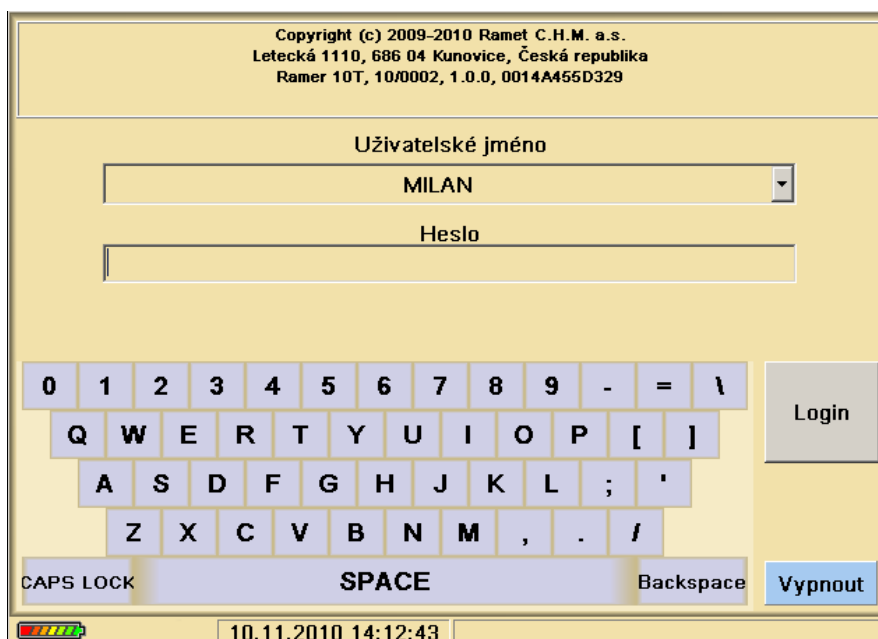 Copyright (c) 2009-2010 Ramet C.H.M. a.s.
Letecká 1110, 686 04 Kunovice, Česká republika
Ramer 10T, 10/0002, 1.0.0, 0014A455D329
Uživatelské jméno
MILAN
Heslo
0 1 2 3 4 5 6 7 8 9 - = \
Q W E R T Y U I O P [ ]
Login
A S D F G H J K L ; '
Z X C V B N M , . /
CAPS LOCK SPACE Backspace
Vypnout
10.11.2010 14:12:43